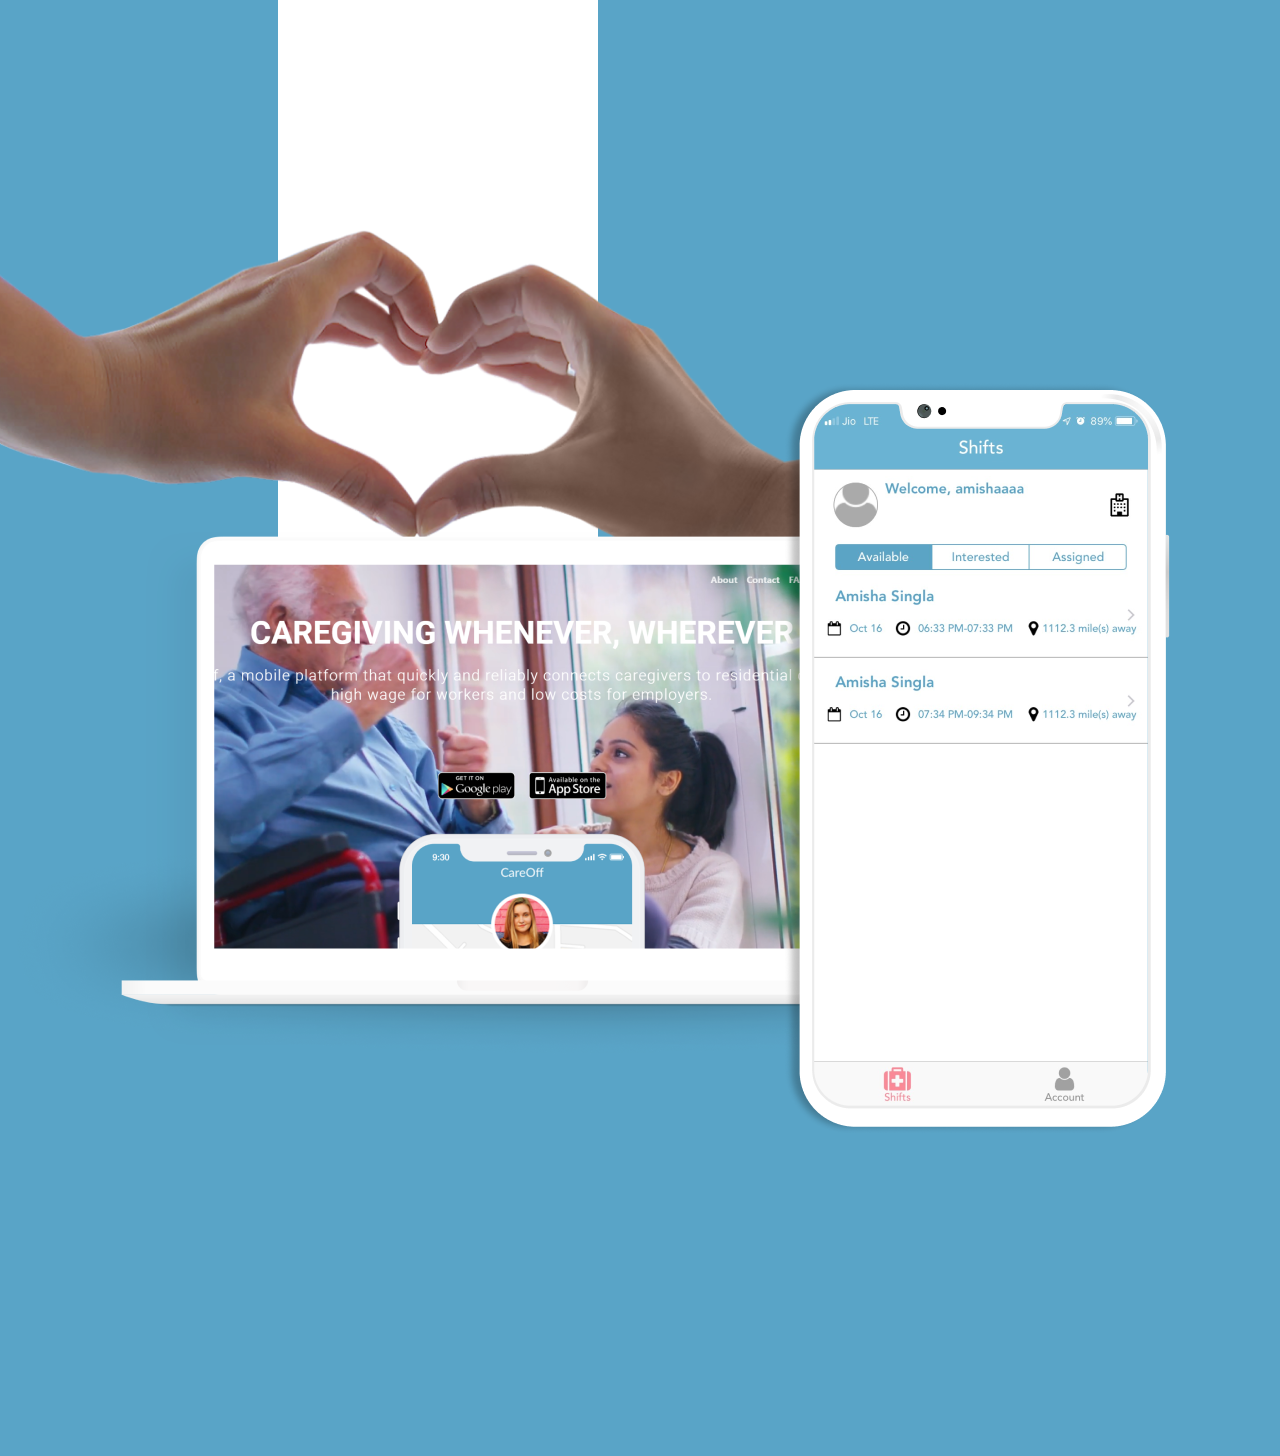 Jio LTE
89%
Shifts
Welcome, amishaaaa
Available Interested Assigned
Amisha Singla
Oct 16 06:33 PM-07:33 PM 1112.3 mile(s) away
Amisha Singla
Oct 16 07:34 PM-09:34 PM 1112.3 mile(s) away
Shifts Account
About Contact
CAREGIVING WHENEVER, WHEREVER
a mobile platform that quickly and reliably connects caregivers to residential
high wage for workers and low costs for employers.
GET IT ON
Google play
Available on the
App Store
9:30
CareOff